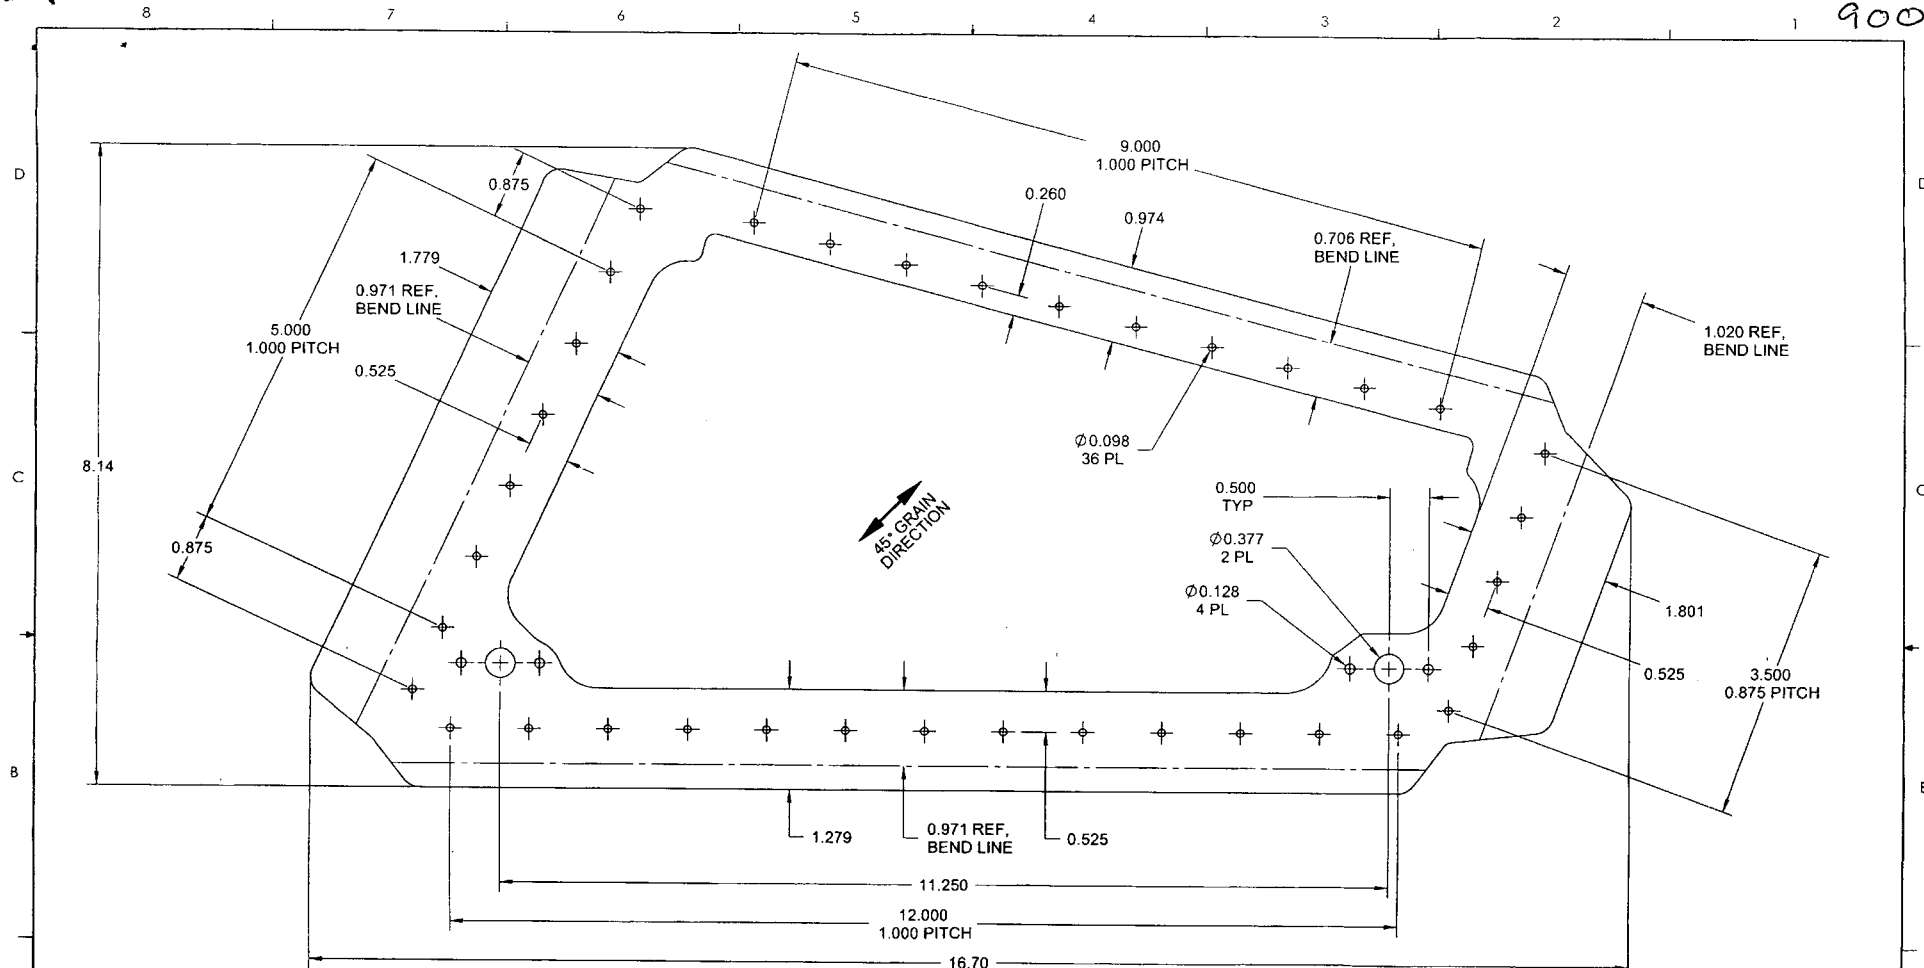 8 7 6 5 4 3 2 1
900
D
9.000
1.000 PITCH
0.875
0.260
0.974
0.706 REF,
BEND LINE
1.779
0.971 REF,
BEND LINE
5.000
1.000 PITCH
0.525
1.020 REF,
BEND LINE
Ø0.098
36 PL
C
8.14
0.500
TYP
45° GRAIN
DIRECTION
0.875
Ø0.377
2 PL
Ø0.128
4 PL
1.801
0.525
3.500
0.875 PITCH
B
1.279
0.971 REF,
BEND LINE
0.525
11.250
12.000
1.000 PITCH
16.70